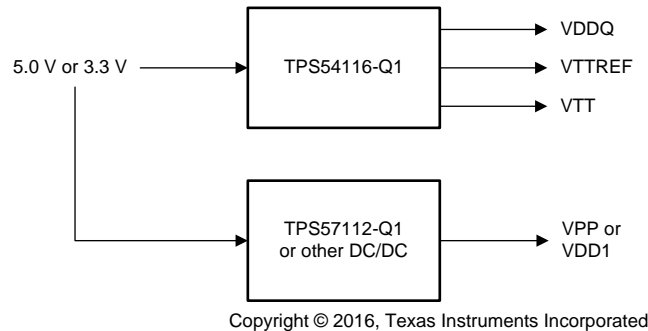 5.0 V or 3.3 V
TPS54116-Q1
VDDQ
VTTREF
VTT
TPS57112-Q1
or other DC/DC
VPP or
VDD1
Copyright © 2016, Texas Instruments Incorporated